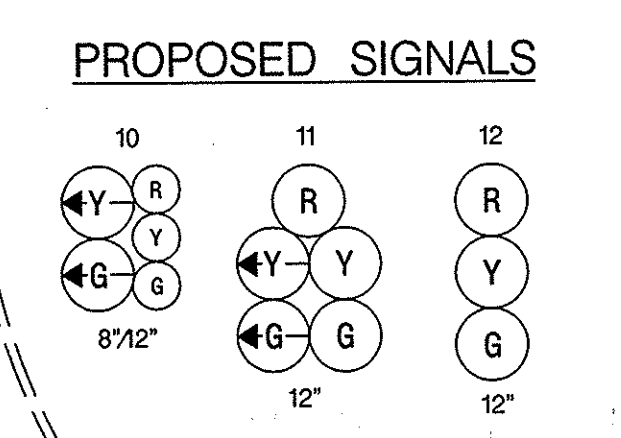 PROPOSED SIGNALS
10 11 12
Y R R R
Y Y Y Y
G G G G G
8"/12" 12" 12"